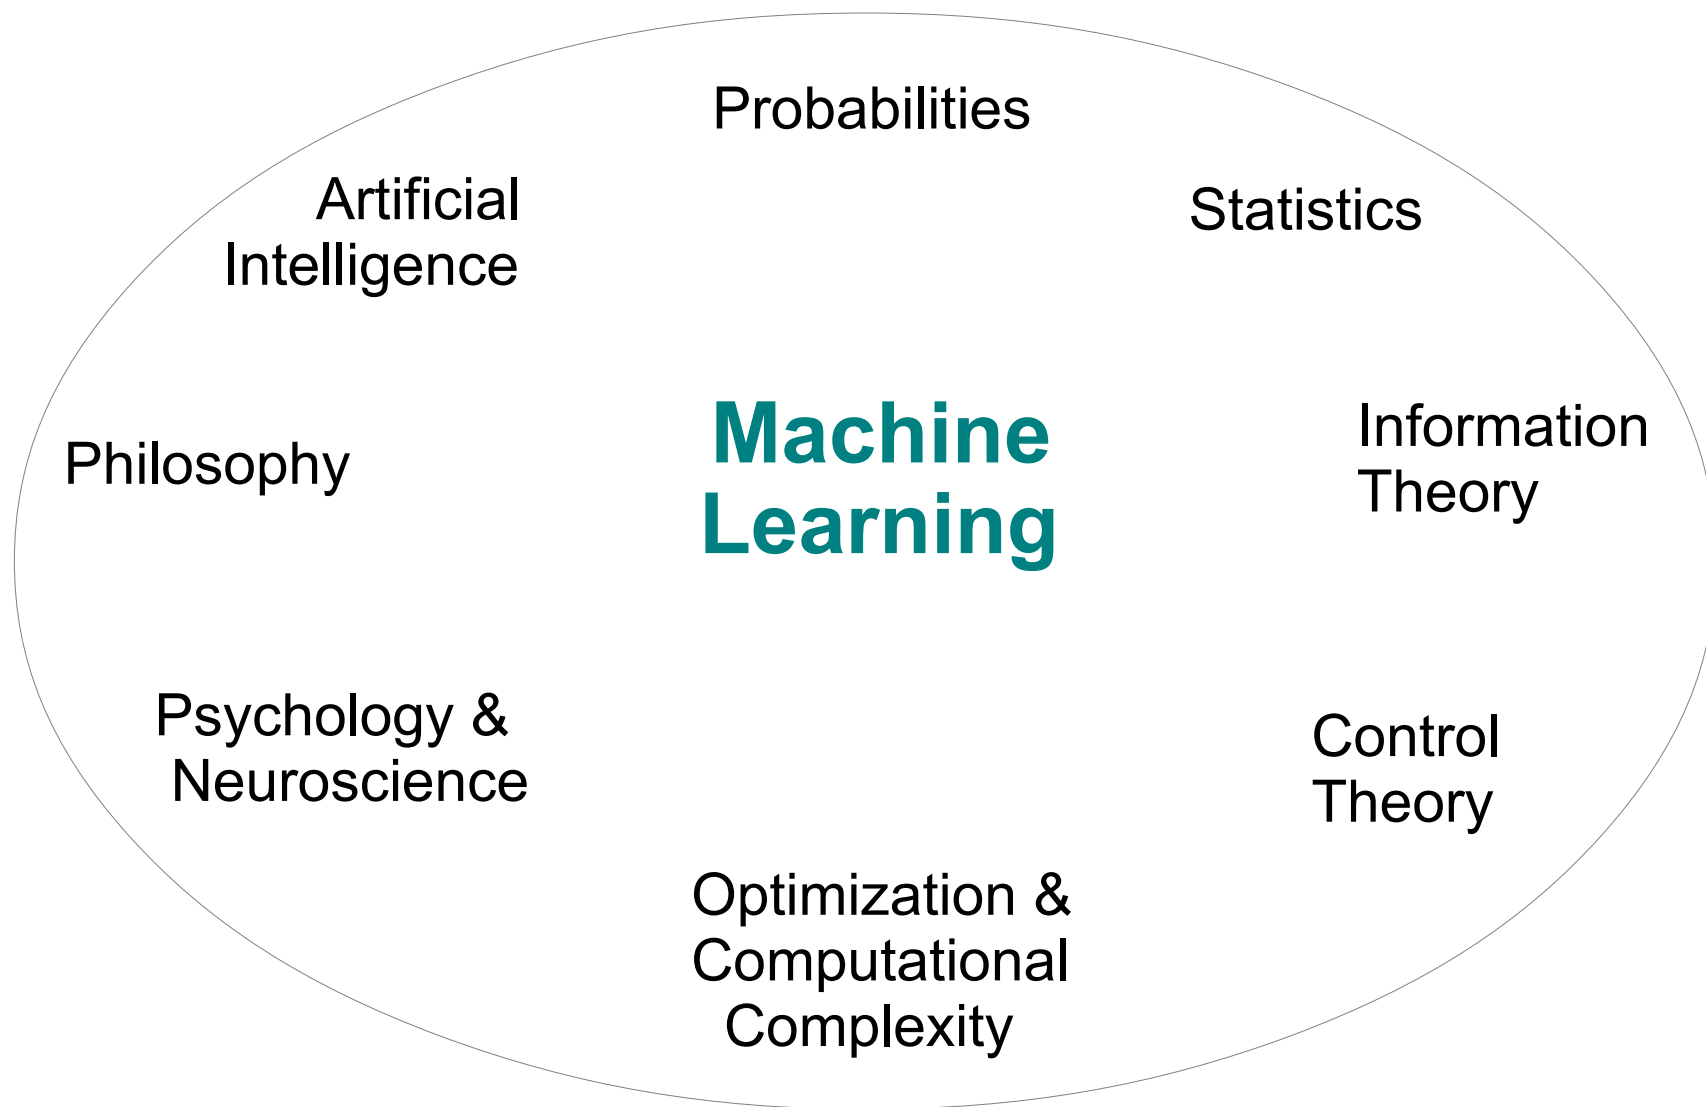 Probabilities
Artificial
Intelligence
Statistics
Machine
Learning
Information
Theory
Philosophy
Psychology &
Neuroscience
Control
Theory
Optimization &
Computational
Complexity